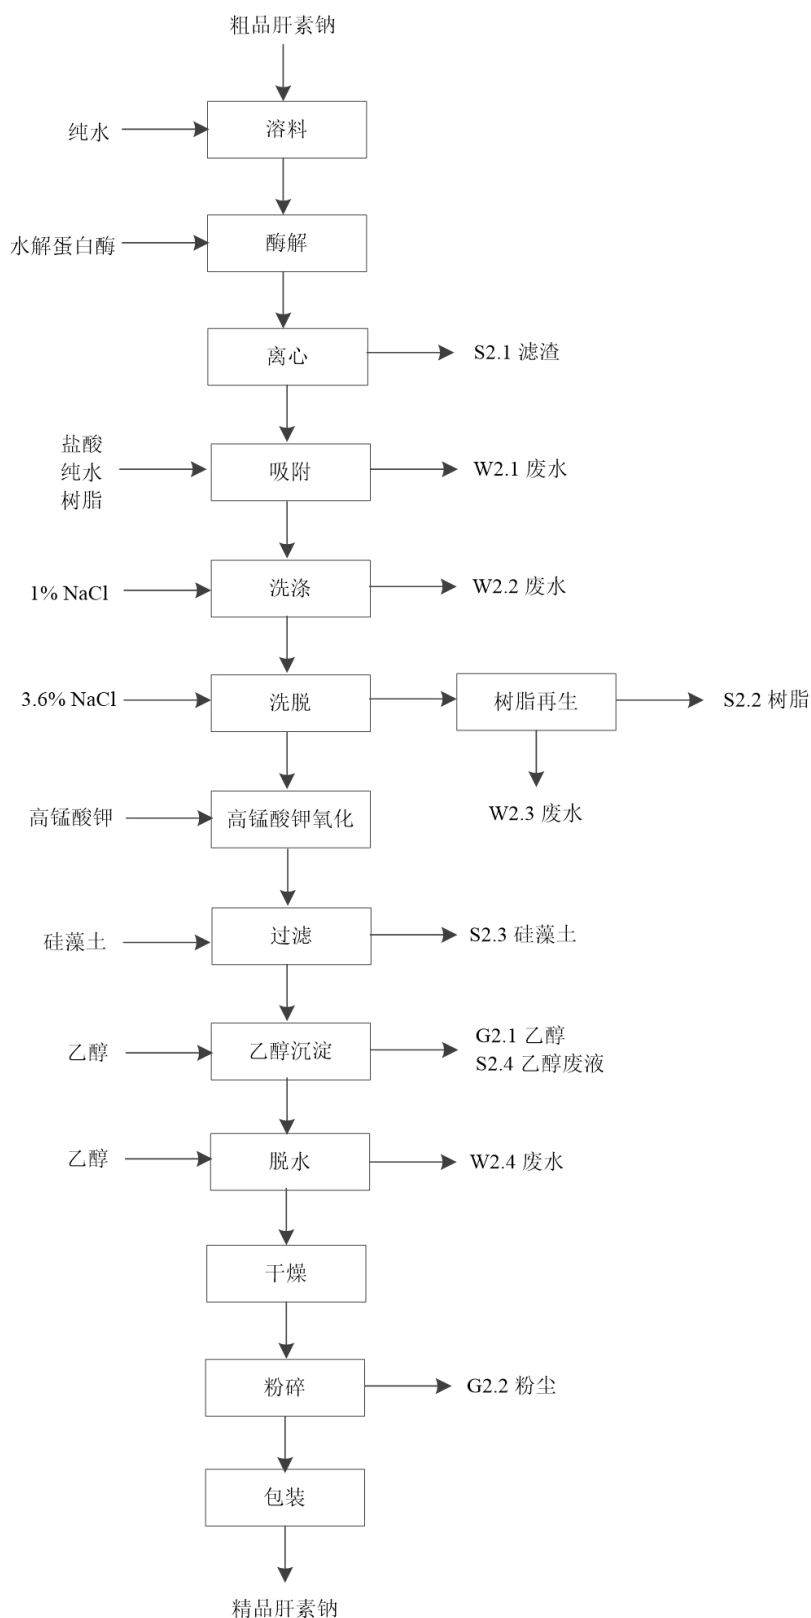 粗品肝素钠
纯水
溶料
水解蛋白酶
酶解
离心
S2.1 滤渣
盐酸
纯水
树脂
吸附
W2.1 废水
1% NaCl
洗涤
W2.2 废水
3.6% NaCl
洗脱
树脂再生
S2.2 树脂
W2.3 废水
高锰酸钾
高锰酸钾氧化
硅藻土
过滤
S2.3 硅藻土
乙醇
乙醇沉淀
G2.1 乙醇
S2.4 乙醇废液
乙醇
脱水
W2.4 废水
干燥
粉碎
G2.2 粉尘
包装
精品肝素钠